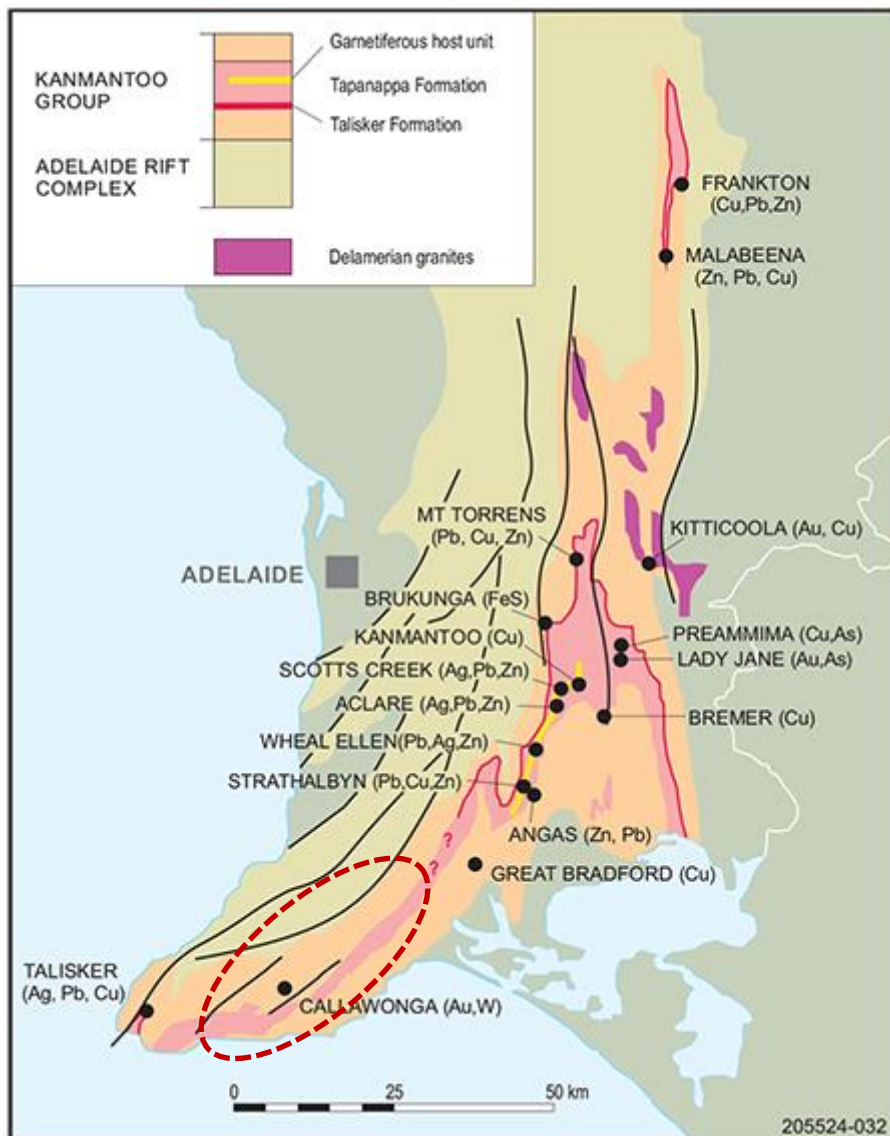 KANMANTOO
GROUP
ADELAIDE RIFT
COMPLEX
Garnetiferous host unit
Tapanappa Formation
Talisker Formation
Delamerian granites
FRANKTON
(Cu,Pb,Zn)
MALABEENA
(Zn, Pb, Cu)
MT TORRENS
(Pb, Cu, Zn)
KITTICOOLA (Au, Cu)
ADELAIDE
BRUKUNGA (FeS)
KANMANTOO (Cu)
PREAMMIMA (Cu,As)
LADY JANE (Au,As)
SCOTTS CREEK (Ag,Pb,Zn)
ACLARE (Ag,Pb,Zn)
BREMER (Cu)
WHEAL ELLEN(Pb,Ag,Zn)
STRATHALBYN (Pb,Cu,Zn)
ANGAS (Zn, Pb)
?
?
GREAT BRADFORD (Cu)
TALISKER
(Ag, Pb, Cu)
CALLAWONGA (Au,W)
0 25 50 km
205524-032